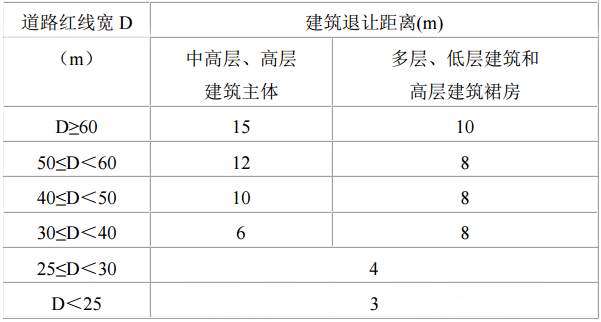 道路红线宽 D
（m）
建筑退让距离(m)
中高层、高层
建筑主体
多层、低层建筑和
高层建筑裙房
D≥60 15 10
50≤D＜60 12 8
40≤D＜50 10 8
30≤D＜40 6 8
25≤D＜30 4
D＜25 3